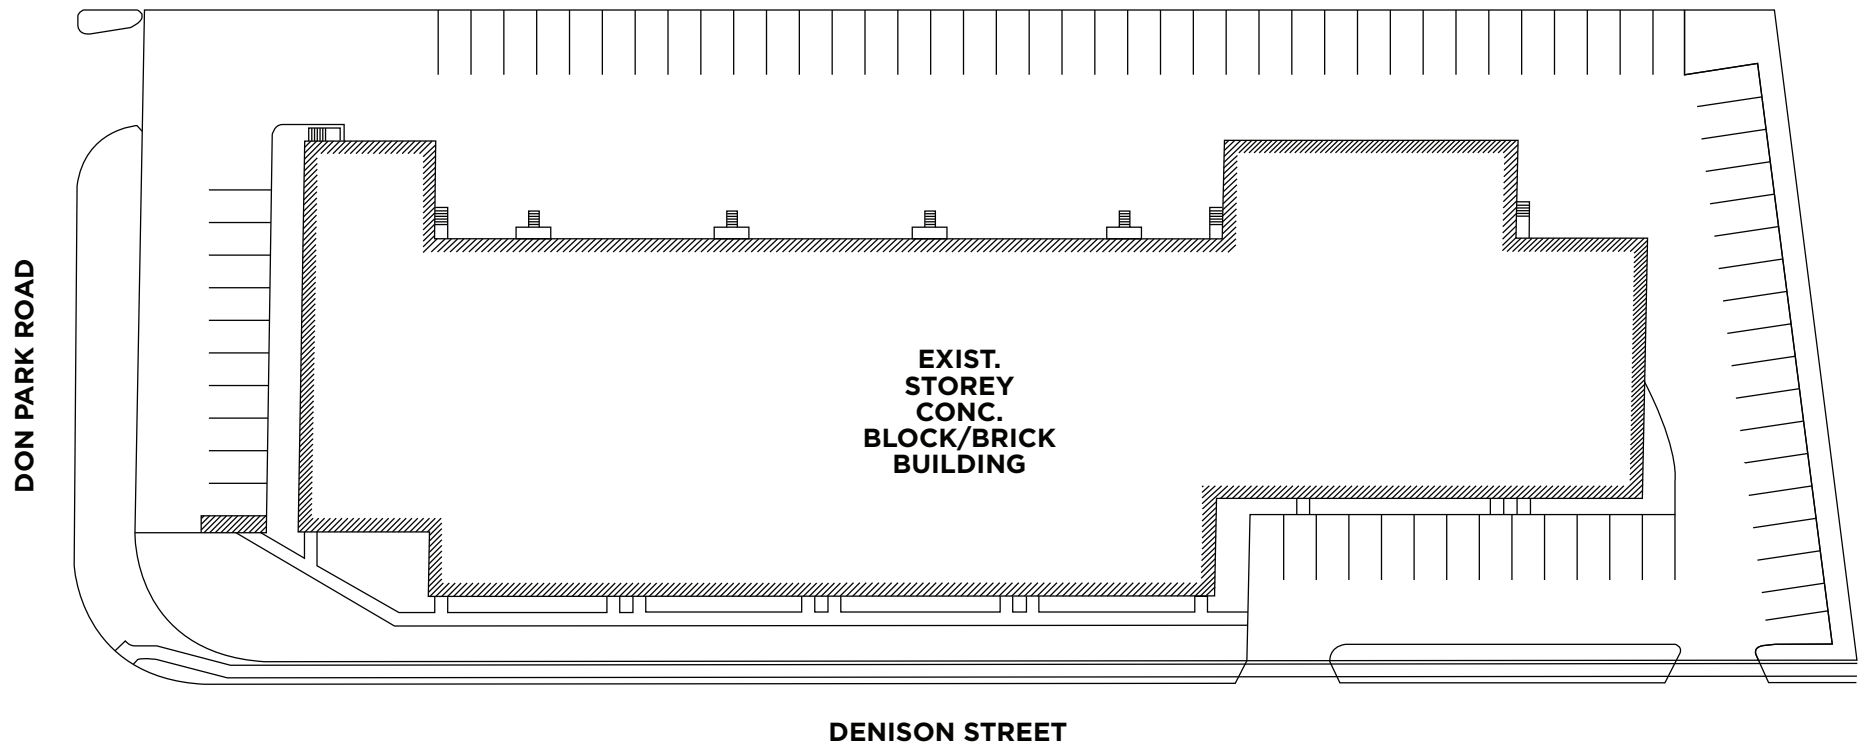 DON PARK ROAD
EXIST.
STOREY
CONC.
BLOCK/BRICK
BUILDING
DENISON STREET